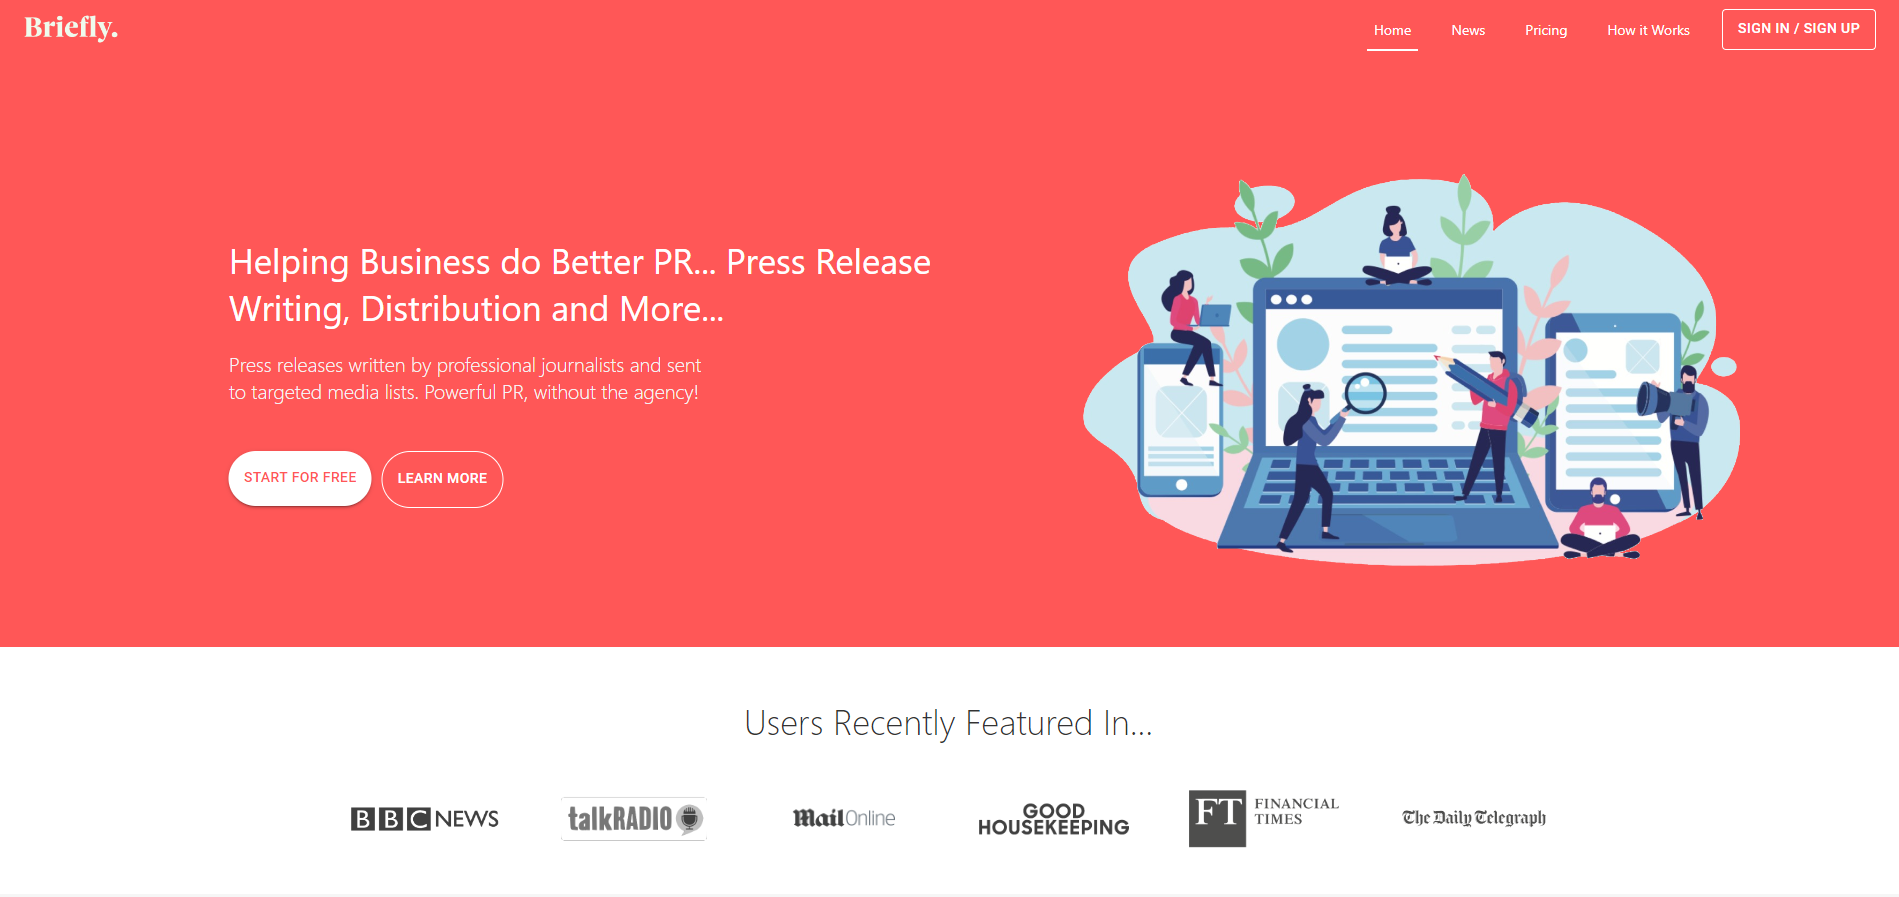 Briefly.
Home
News
Pricing
How it Works
SIGN IN / SIGN UP
Helping Business do Better PR... Press Release
Writing, Distribution and More...
Press releases written by professional journalists and sent
to targeted media lists. Powerful PR, without the agency!
START FOR FREE
LEARN MORE
Users Recently Featured In...
BBC NEWS
talkRADIO
Mail Online
GOOD
HOUSEKEEPING
FT
FINANCIAL
TIMES
The Daily Telegraph